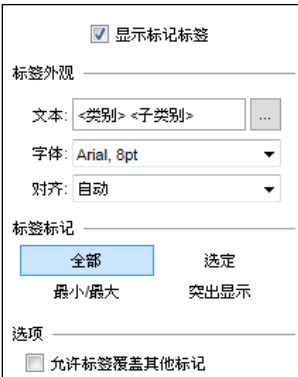 显示标记标签
标签外观
文本: <类别> <子类别> ...
字体: Arial, 8pt
对齐: 自动
标签标记
全部 选定
最小/最大 突出显示
选项
允许标签覆盖其他标记